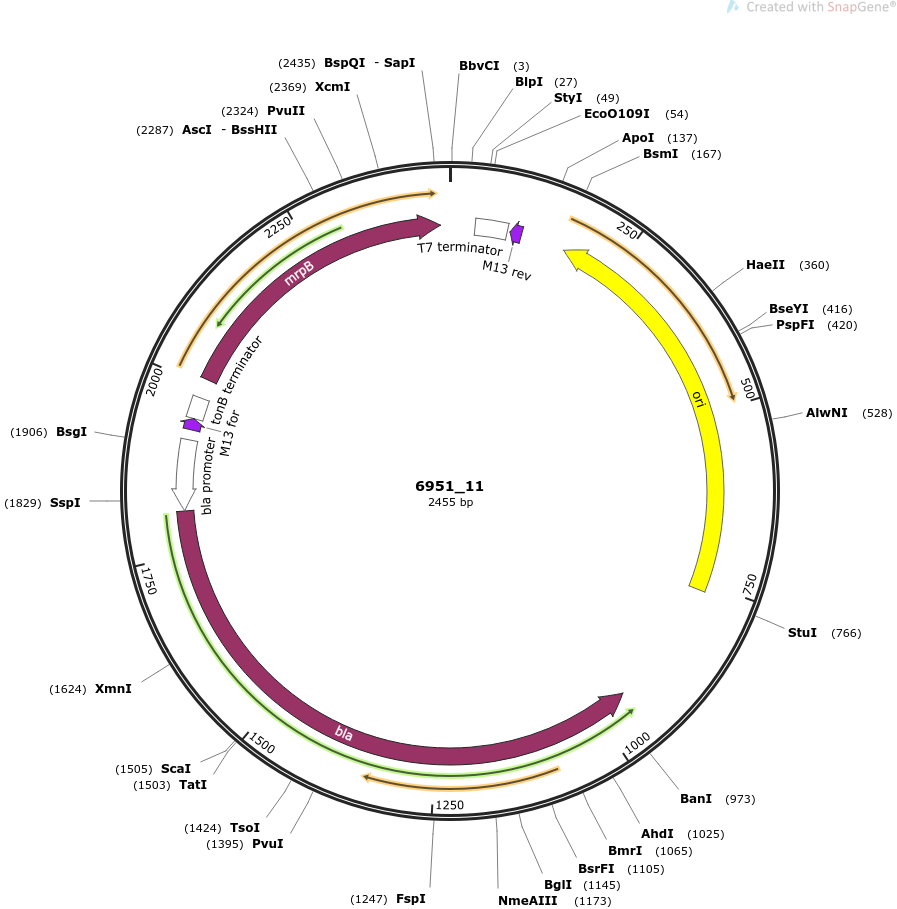 Created with SnapGene®
(2435) BspQI - SapI
(2369) XcmI
(2324) PvuII
(2287) AscI - BssHII
BbvCI (3)
BlpI (27)
StyI (49)
EcoO109I (54)
ApoI (137)
BsmI (167)
HaeII (360)
BseYI (416)
PspFI (420)
AlwNI (528)
StuI (766)
BanI (973)
AhdI (1025)
BmrI (1065)
BsrFI (1105)
BglI (1145)
NmeAIII (1173)
(1247) FspI
(1395) PvuI
(1424) TsoI
(1503) TatI
(1505) ScaI
(1624) XmnI
(1829) SspI
(1906) BsgI
250
500
750
1000
1250
1500
1750
2000
2250
T7 terminator
M13 rev
ori
bla
bla promoter
M13 for
tonB terminator
mrpB
6951_11
2455 bp